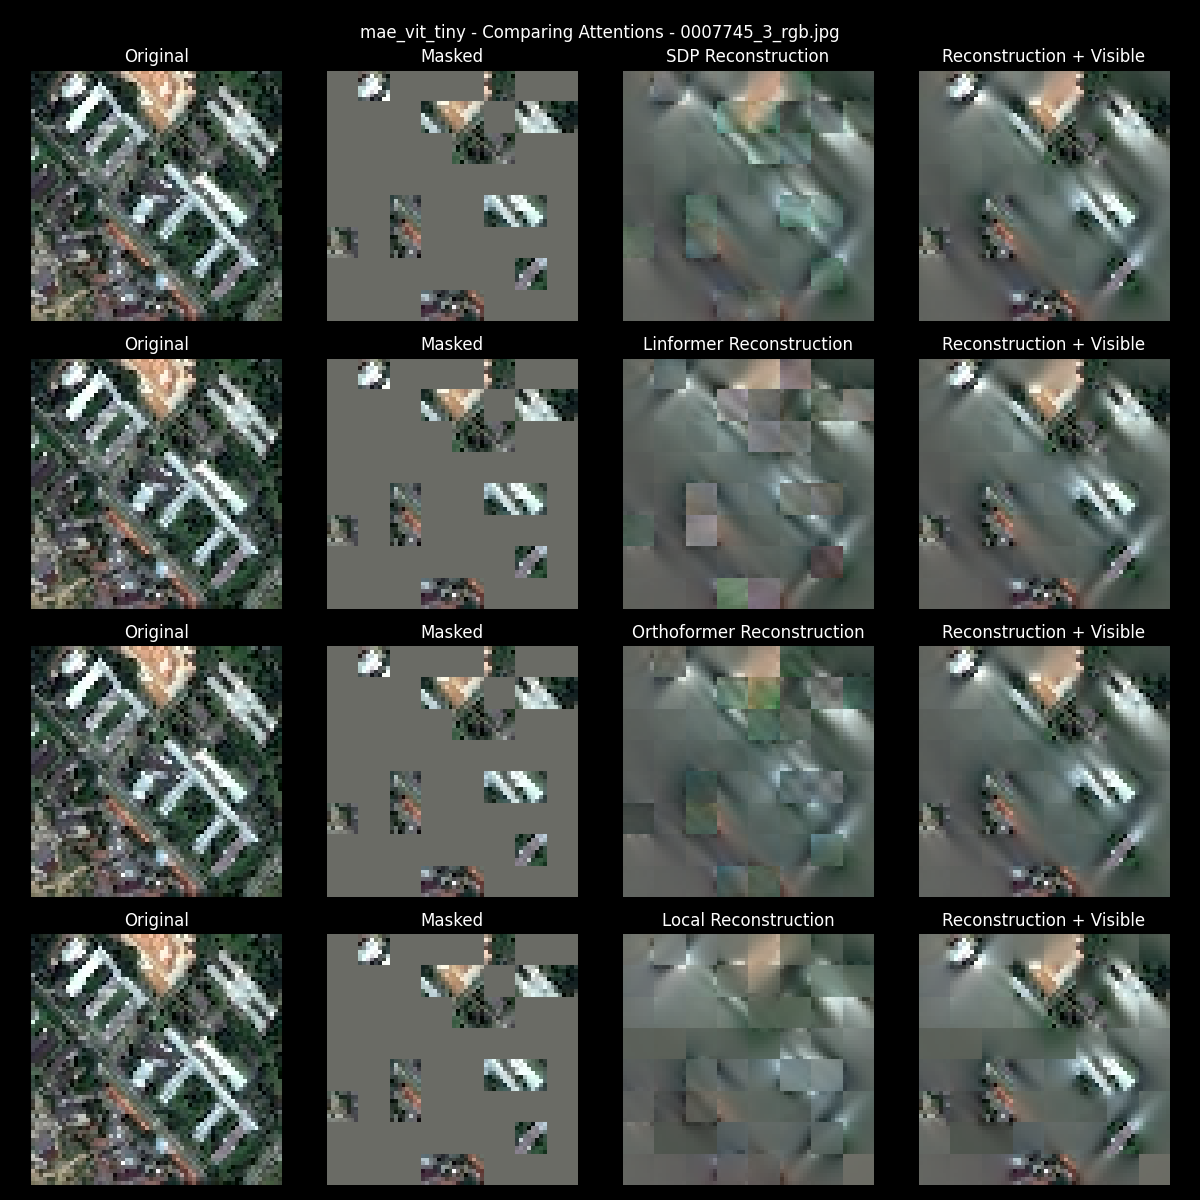 mae_vit_tiny - Comparing Attentions - 0007745_3_rgb.jpg
Original Masked SDP Reconstruction Reconstruction + Visible
Original Masked Linformer Reconstruction Reconstruction + Visible
Original Masked Orthoformer Reconstruction Reconstruction + Visible
Original Masked Local Reconstruction Reconstruction + Visible